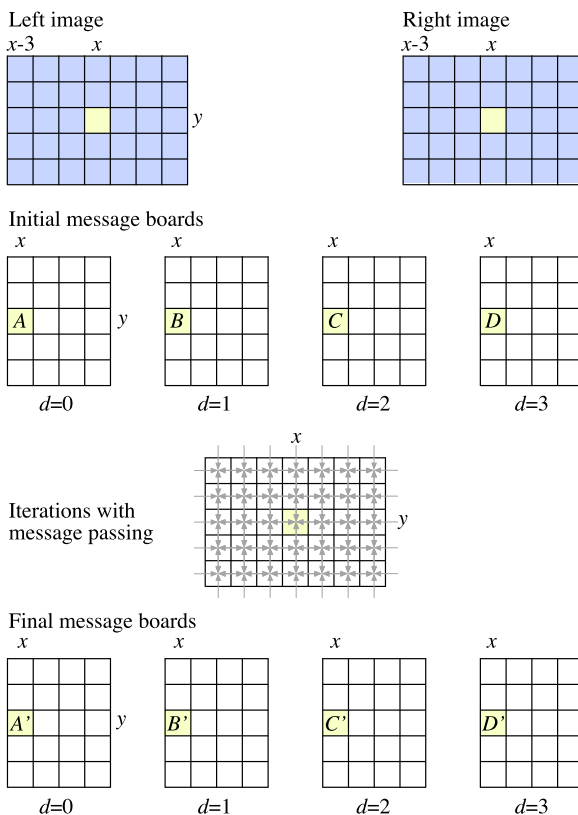 Left image Right image
x-3 x x-3 x
y
Initial message boards
x x x x
A B C D y
d=0 d=1 d=2 d=3
x
Iterations with
message passing
y
Final message boards
x x x x
A' B' C' D' y
d=0 d=1 d=2 d=3